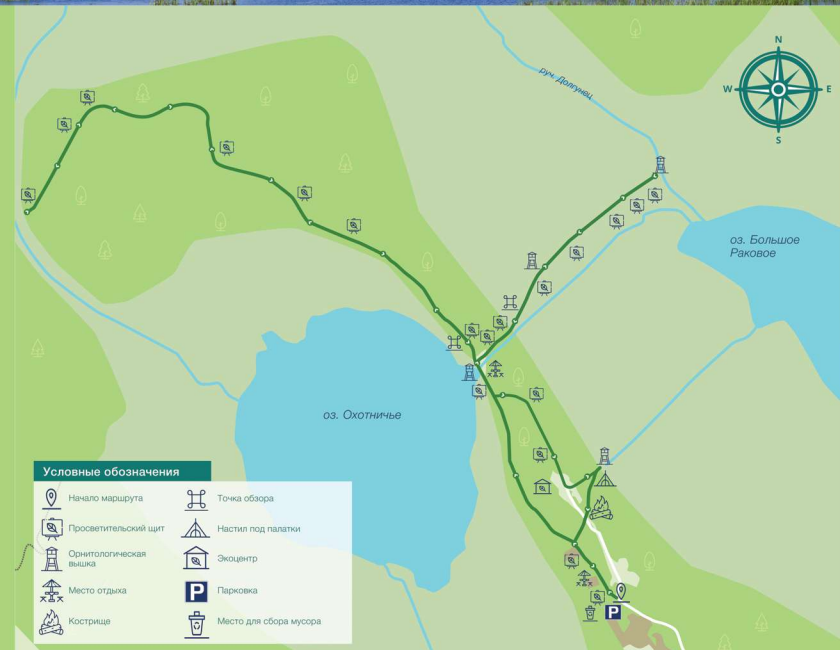 N
W
E
S
руч. Долгунец
оз. Большое
Раковое
оз. Охотничье
Условные обозначения
Начало маршрута
Точка обзора
Просветительский щит
Настил под палатки
Орнитологическая
вышка
Экоцентр
Место отдыха
P
Парковка
Кострище
Место для сбора мусора
P